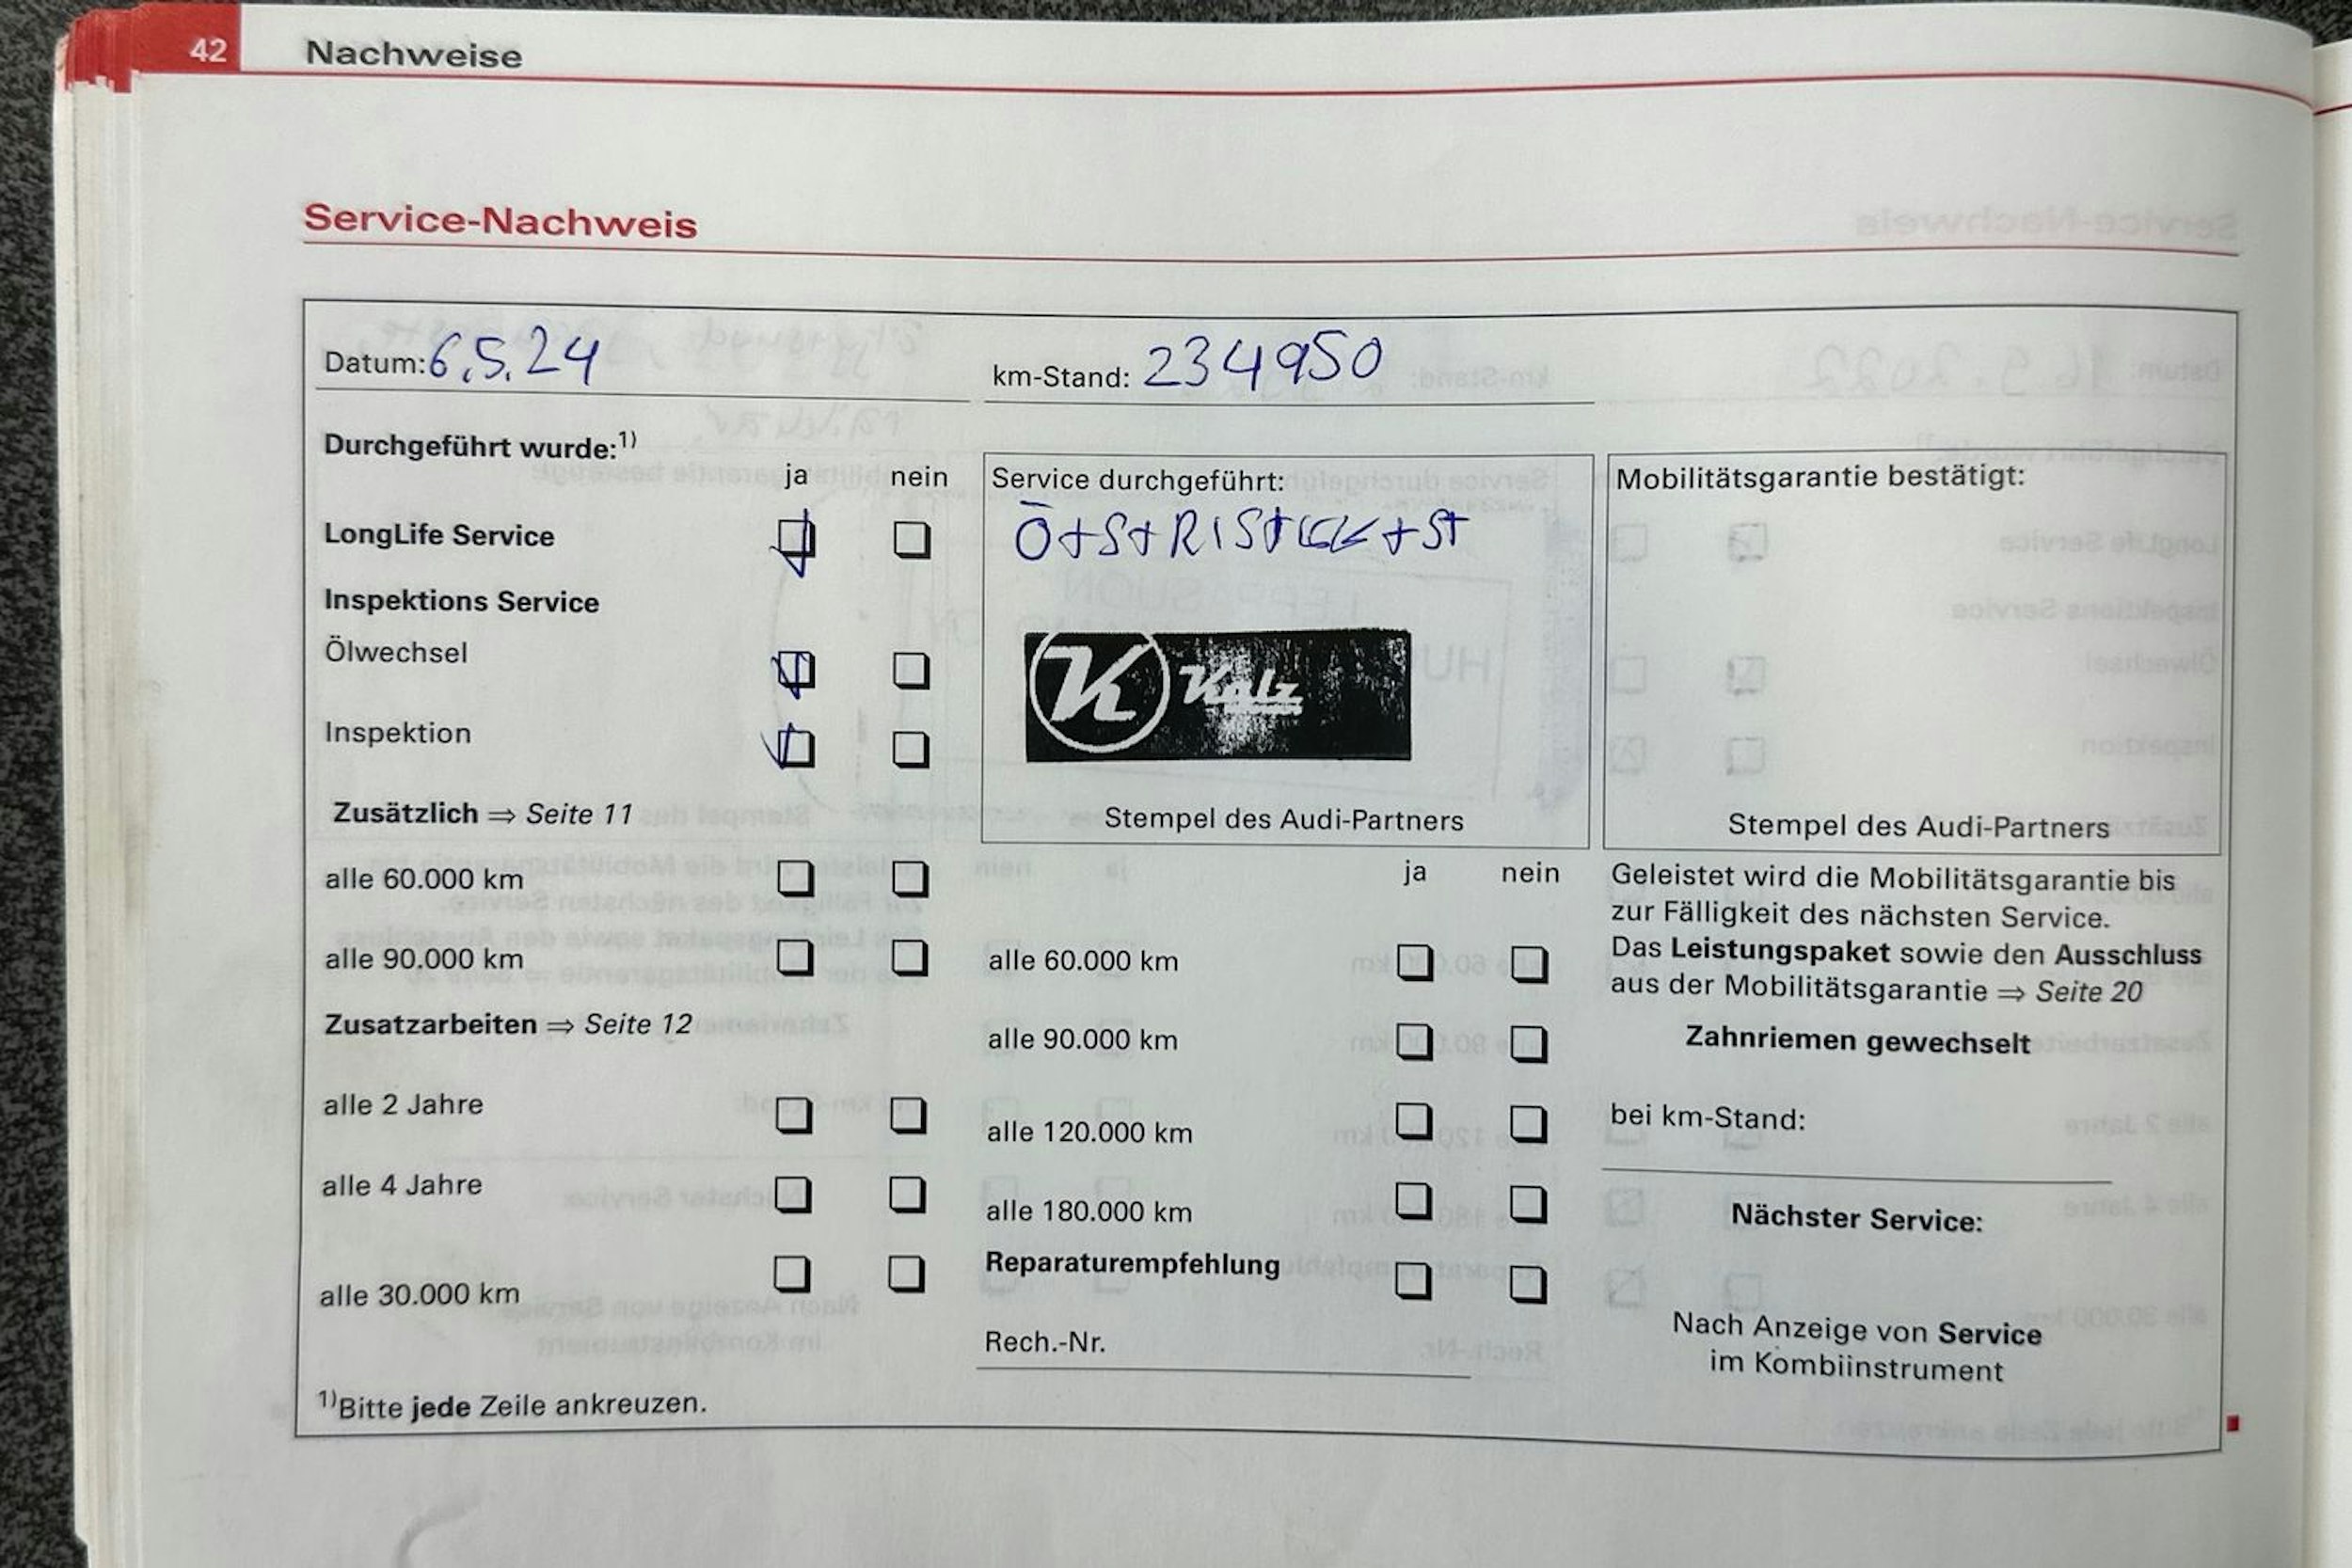 42 Nachweise
Service-Nachweis
Datum: 6.5.24
km-Stand: 234950
Durchgeführt wurde:1)
ja nein
LongLife Service
Inspektions Service
Ölwechsel
Inspektion
Zusätzlich ⇒ Seite 11
alle 60.000 km
alle 90.000 km
Zusatzarbeiten ⇒ Seite 12
alle 2 Jahre
alle 4 Jahre
alle 30.000 km
1)Bitte jede Zeile ankreuzen.
Service durchgeführt:
K
Stempel des Audi-Partners
ja nein
alle 60.000 km
alle 90.000 km
alle 120.000 km
alle 180.000 km
Reparaturempfehlung
Rech.-Nr.
Mobilitätsgarantie bestätigt:
Stempel des Audi-Partners
Geleistet wird die Mobilitätsgarantie bis
zur Fälligkeit des nächsten Service.
Das Leistungspaket sowie den Ausschluss
aus der Mobilitätsgarantie ⇒ Seite 20
Zahnriemen gewechselt
bei km-Stand:
Nächster Service:
Nach Anzeige von Service
im Kombiinstrument